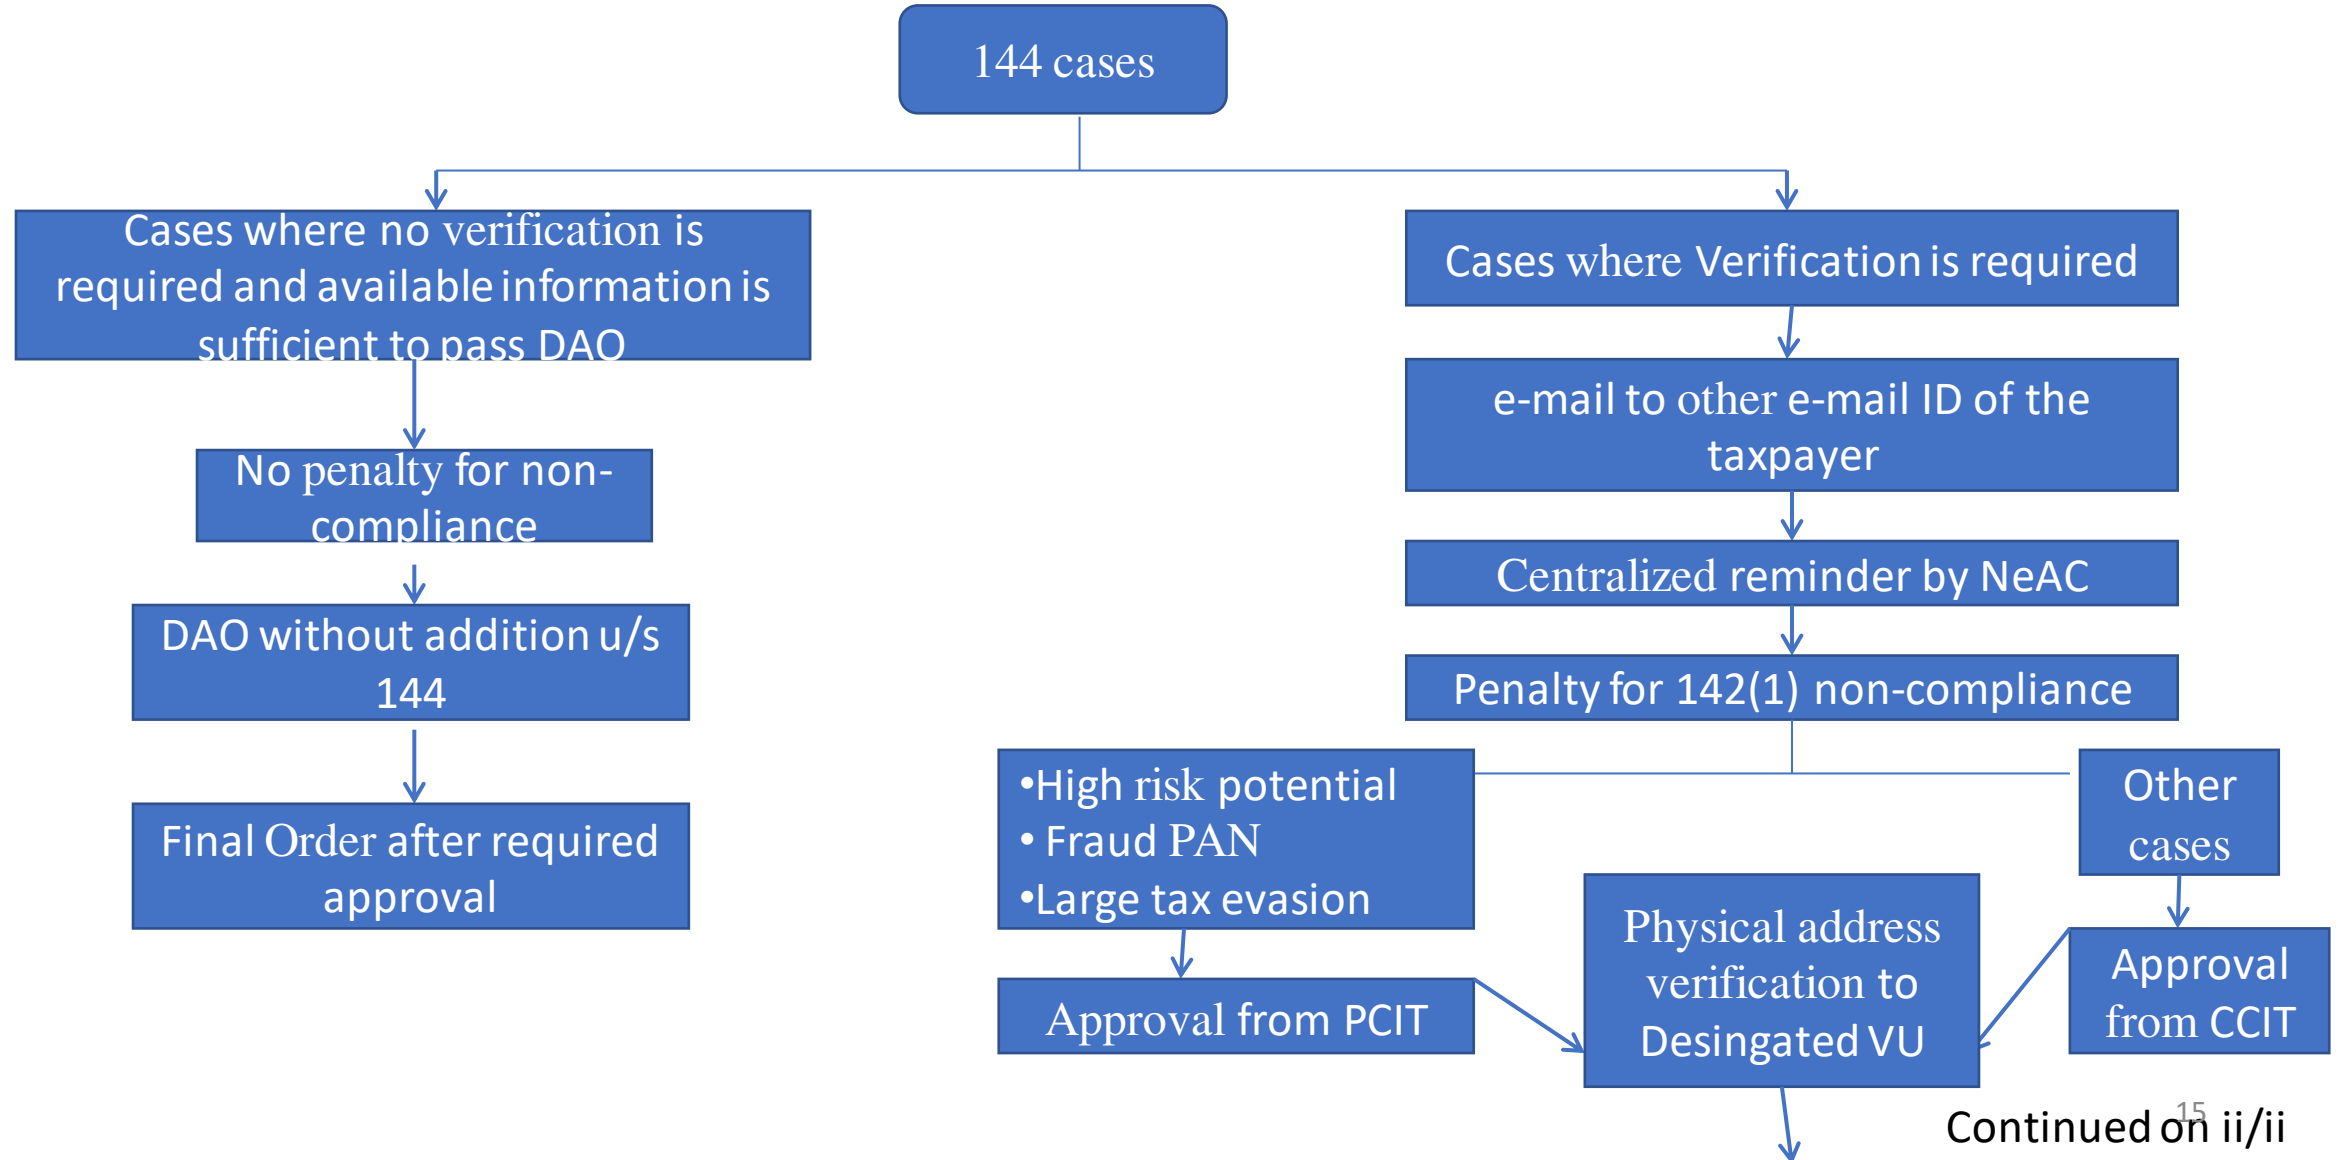 144 cases
Cases where no verification is
required and available information is
sufficient to pass DAO
No penalty for non-
compliance
DAO without addition u/s
144
Final Order after required
approval
Cases where Verification is required
e-mail to other e-mail ID of the
taxpayer
Centralized reminder by NeAC
Penalty for 142(1) non-compliance
•High risk potential
• Fraud PAN
•Large tax evasion
Approval from PCIT
Other
cases
Approval
from CCIT
Physical address
verification to
Desingated VU
15
Continued on ii/ii